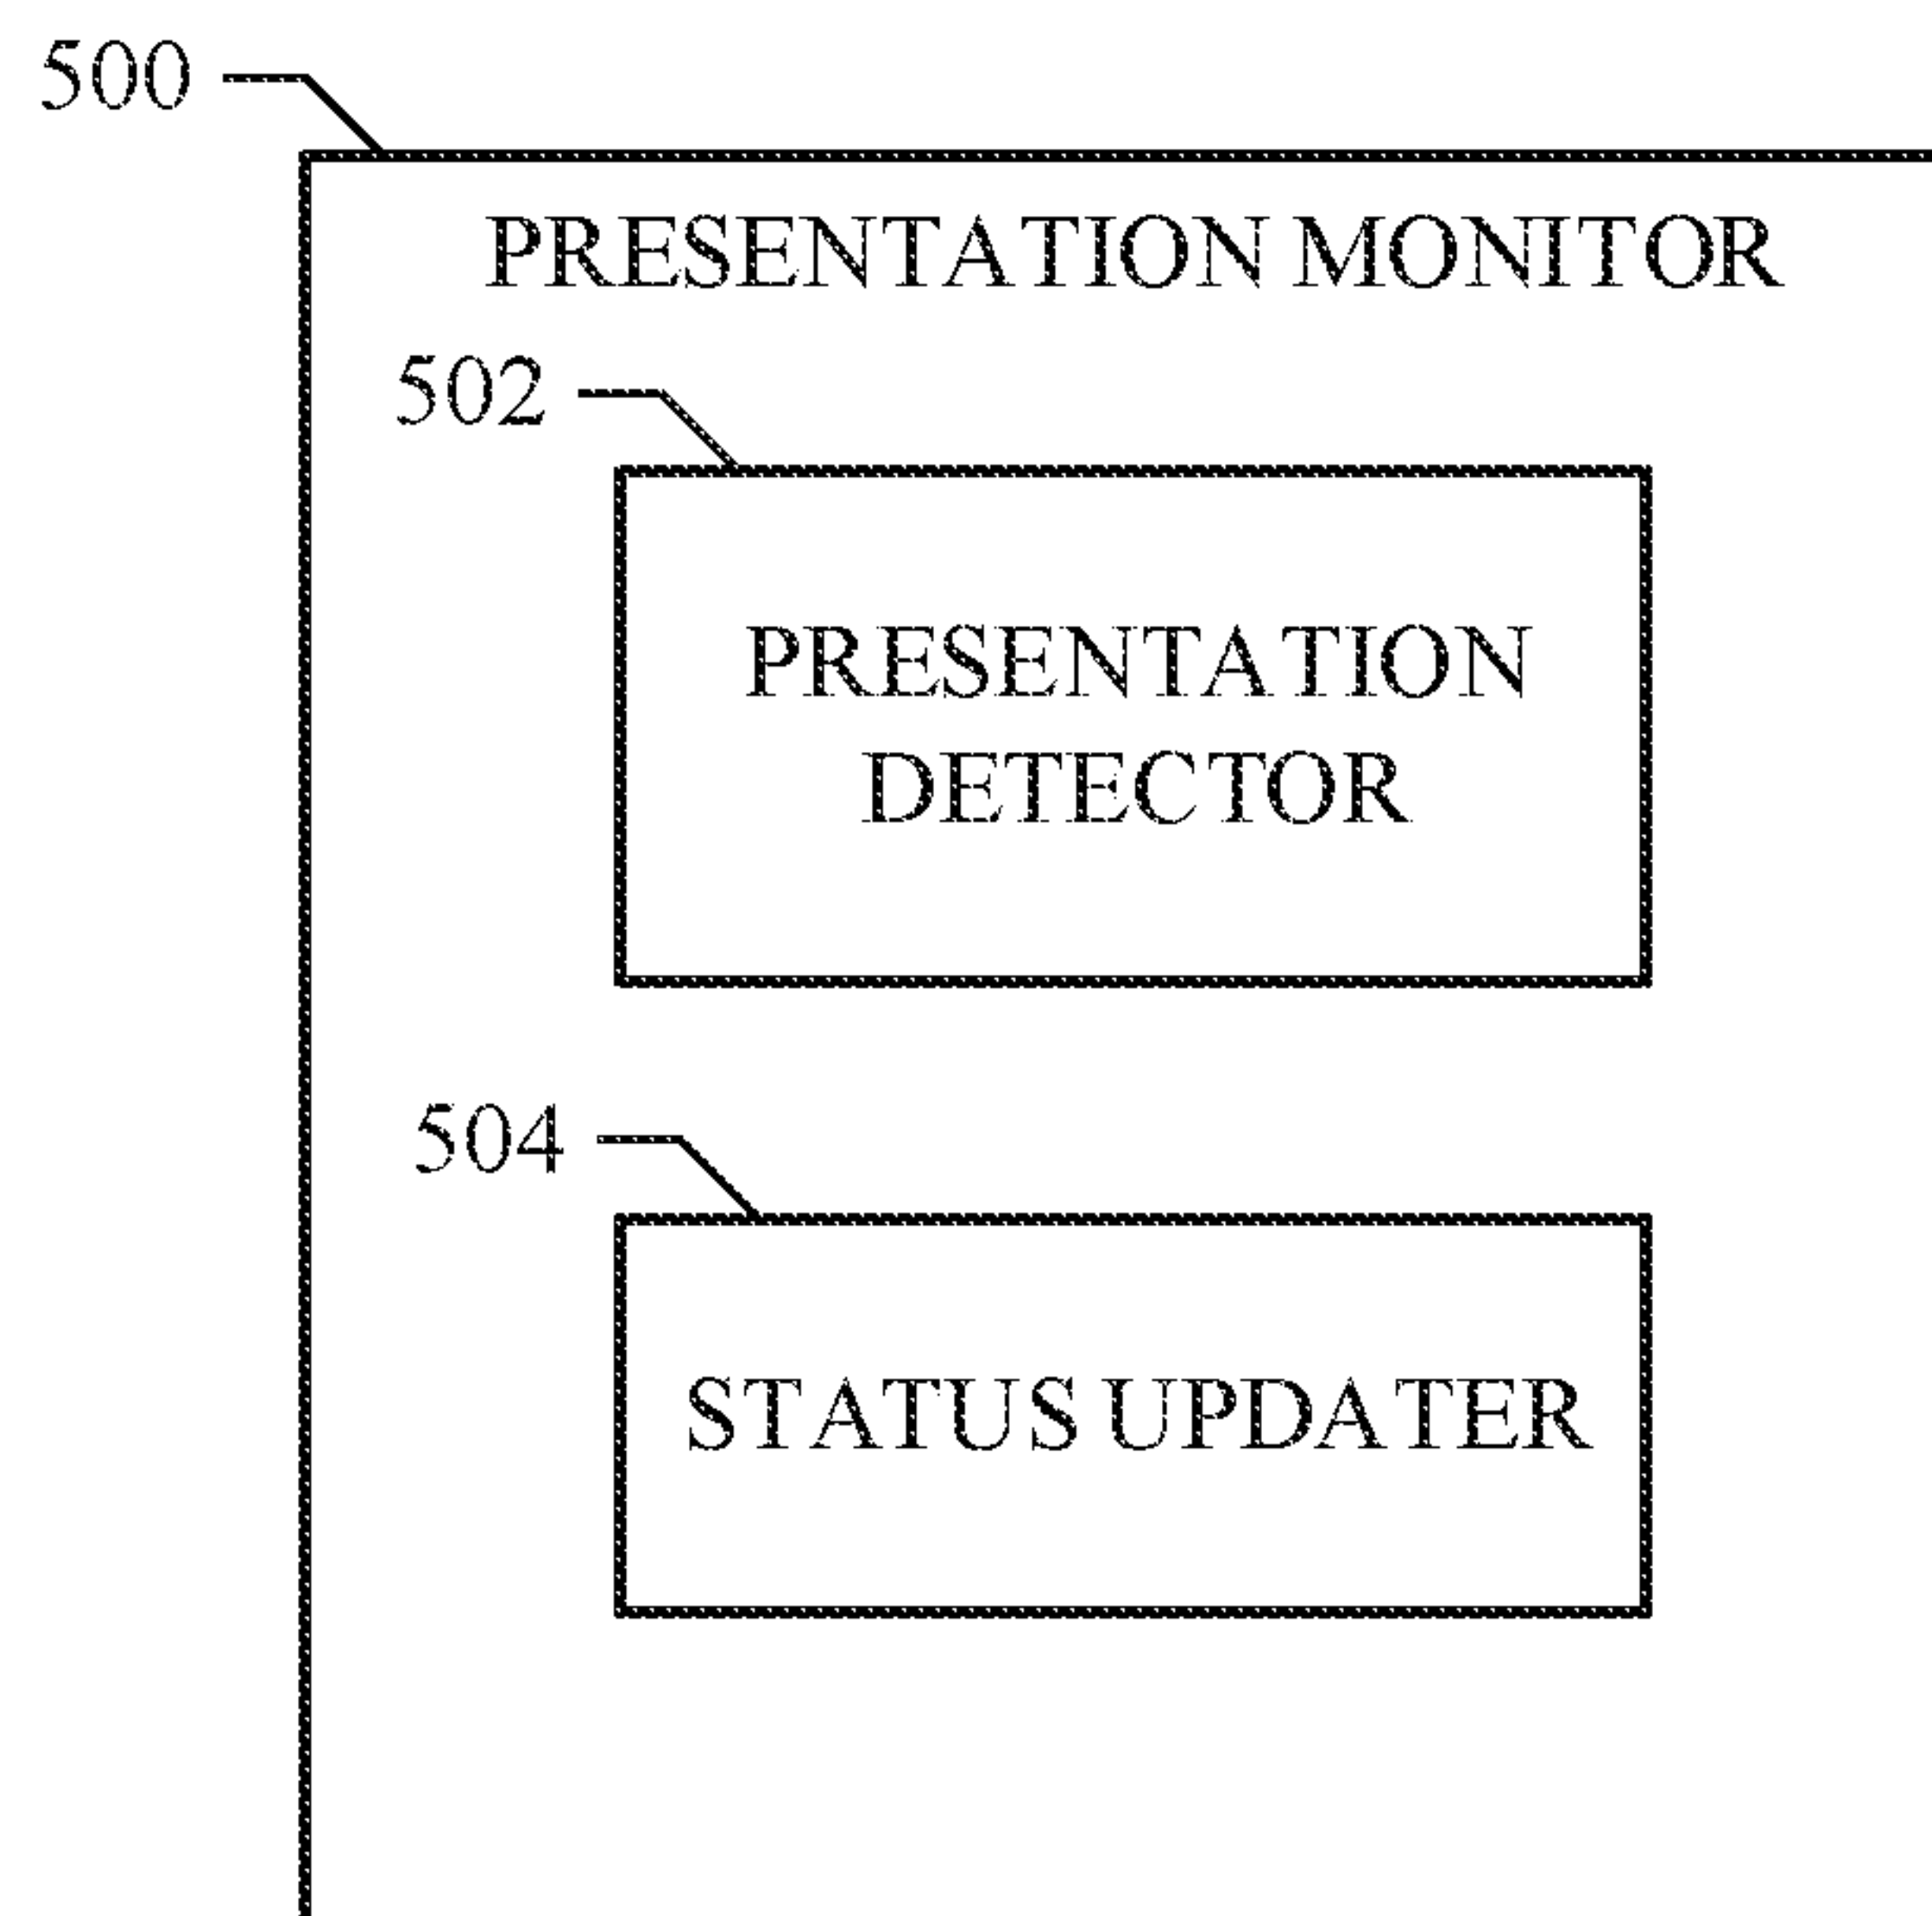 500
PRESENTATION MONITOR
502
PRESENTATION
DETECTOR
504
STATUS UPDATER